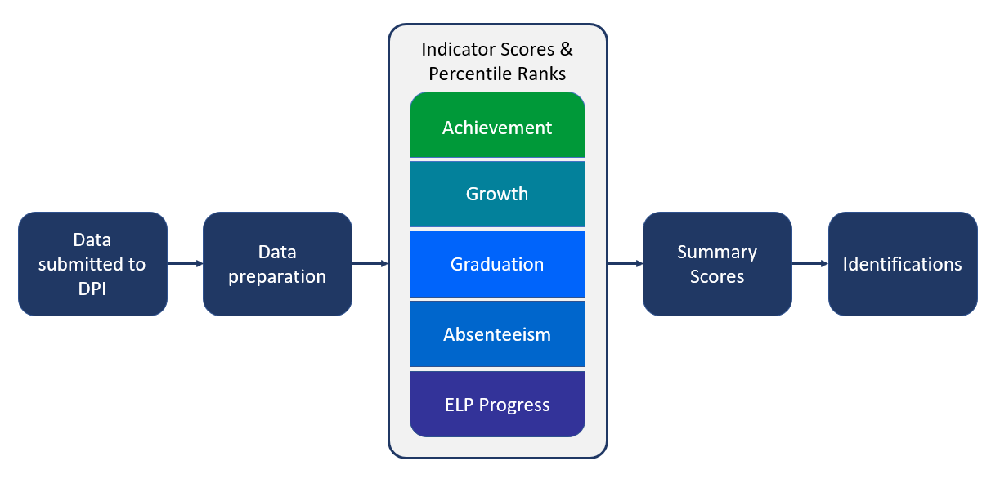 Data
submitted to
DPI
Data
preparation
Indicator Scores &
Percentile Ranks
Achievement
Growth
Graduation
Absenteeism
ELP Progress
Summary
Scores
Identifications